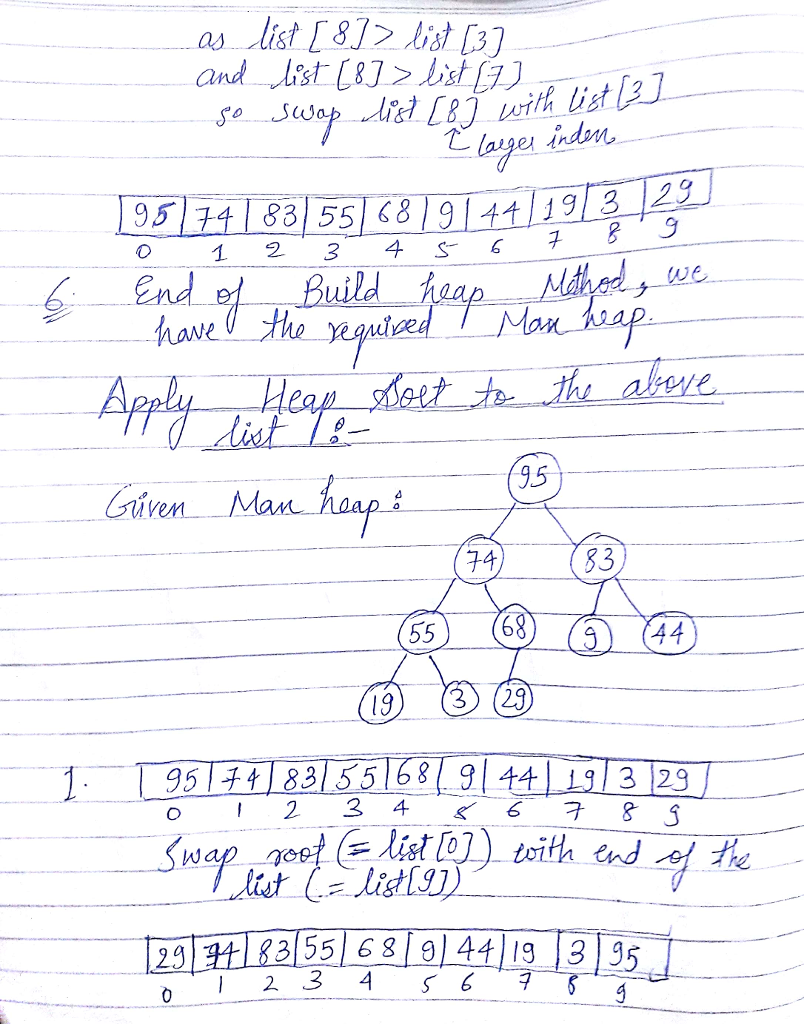 as list [8] > list [3]
and list [8] > list [7]
so swap list [8] with list [3]
↑ larger index
95 | 74 | 83 | 55 | 68 | 9 | 44 | 19 | 3 | 29
0 1 2 3 4 5 6 7 8 9
6. End of Build heap Method, we
have the required Max heap.
Apply Heap Sort to the above
list :-
Given Max heap :
95
74 83
55 68 9 44
19 3 29
1. 95 | 74 | 83 | 55 | 68 | 9 | 44 | 19 | 3 | 29
0 1 2 3 4 5 6 7 8 9
Swap root (= list [0]) with end of the
list (= list [9])
29 | 74 | 83 | 55 | 68 | 9 | 44 | 19 | 3 | 95
0 1 2 3 4 5 6 7 8 9